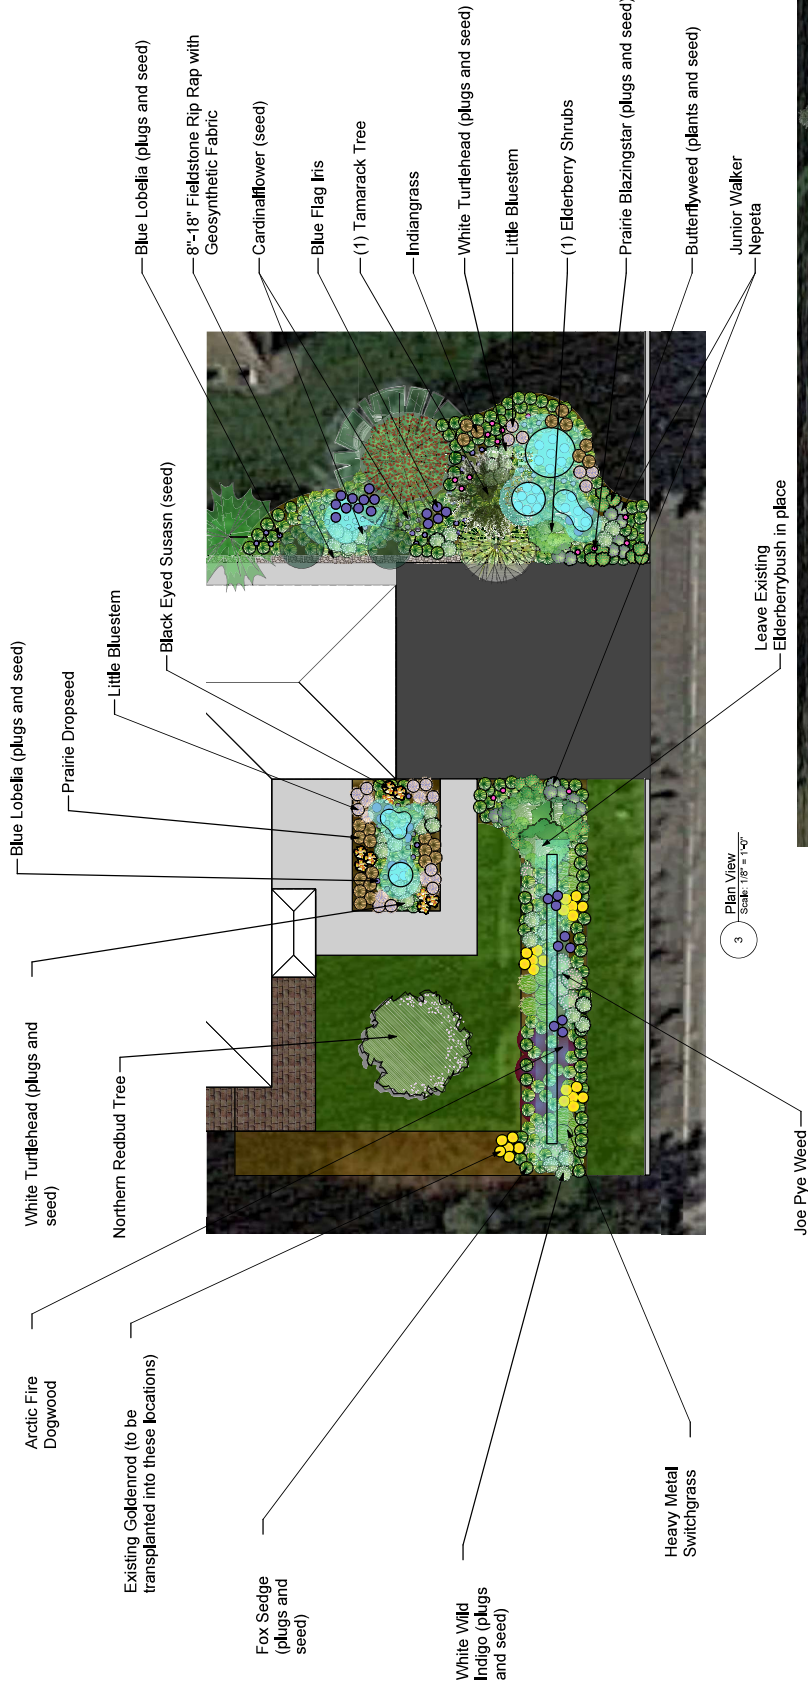 Blue Lobelia (plugs and seed)
8"-18" Fieldstone Rip Rap with
Geosynthetic Fabric
Cardinalflower (seed)
Blue Flag Iris
(1) Tamarack Tree
Indiangrass
White Turtlehead (plugs and seed)
Little Bluestem
(1) Elderberry Shrubs
Prairie Blazingstar (plugs and seed)
Butterflyweed (plants and seed)
Junior Walker
Nepeta
Blue Lobelia (plugs and seed)
Prairie Dropseed
Little Bluestem
Black Eyed Susasn (seed)
Leave Existing
Elderberrybush in place
White Turtlehead (plugs and
seed)
Northern Redbud Tree
3
Plan View
Scale: 1/8" = 1'-0"
Joe Pye Weed
Arctic Fire
Dogwood
Existing Goldenrod (to be
transplanted into these locations)
Fox Sedge
(plugs and
seed)
White Wild
Indigo (plugs
and seed)
Heavy Metal
Switchgrass